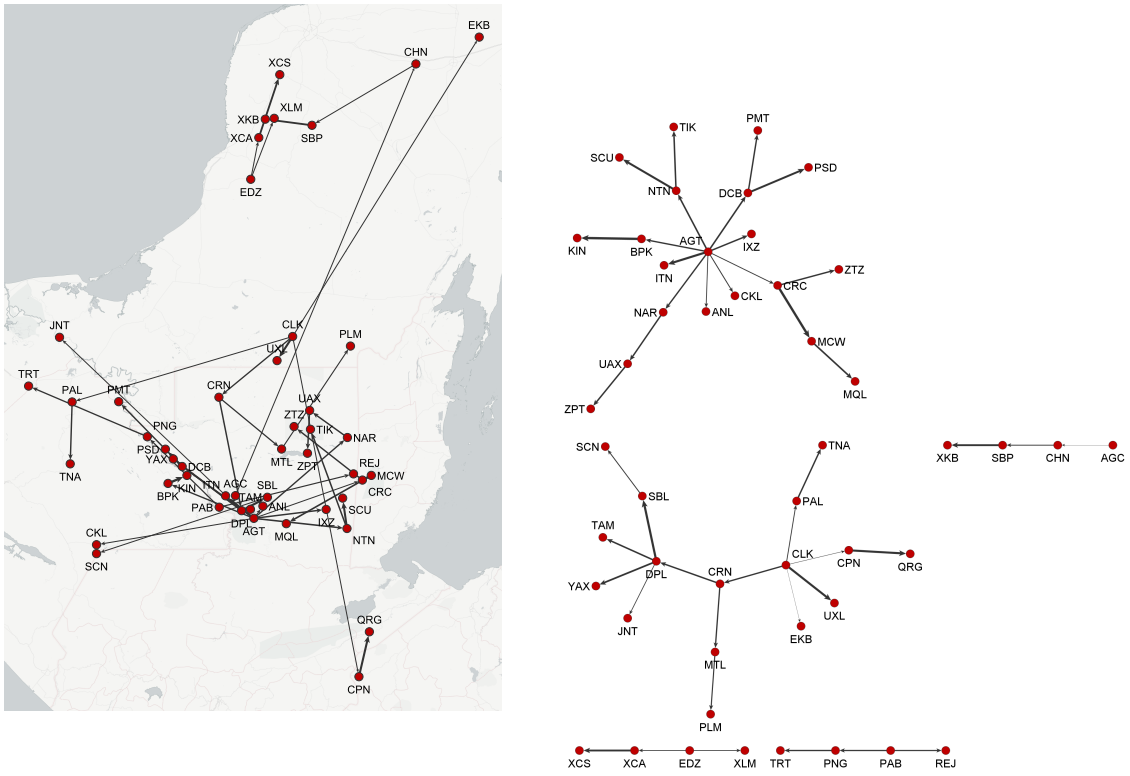 EKB
CHN
XCS
XLM
XKB
XCA
SBP
EDZ
JNT
CLK
PLM
UXL
TRT
PAL
PMT
CRN
UAX
ZTZ
TIK
PNG
NAR
PSD
YAX
MTL
ZPT
TNA
DCB
REJ
MCW
KIN
ITN
AGC
SBL
CRC
BPK
TAM
PAB
ANL
SCU
DPL
IXZ
AGT
MQL
NTN
CKL
SCN
QRG
CPN
TIK
PMT
SCU
PSD
NTN
DCB
AGT
IXZ
KIN
BPK
ITN
ZTZ
CRC
CKL
NAR
ANL
MCW
UAX
MQL
ZPT
SCN
TNA
XKB
SBP
CHN
AGC
SBL
PAL
TAM
CLK
CPN
DPL
CRN
QRG
YAX
UXL
JNT
EKB
MTL
PLM
XCS
XCA
EDZ
XLM
TRT
PNG
PAB
REJ